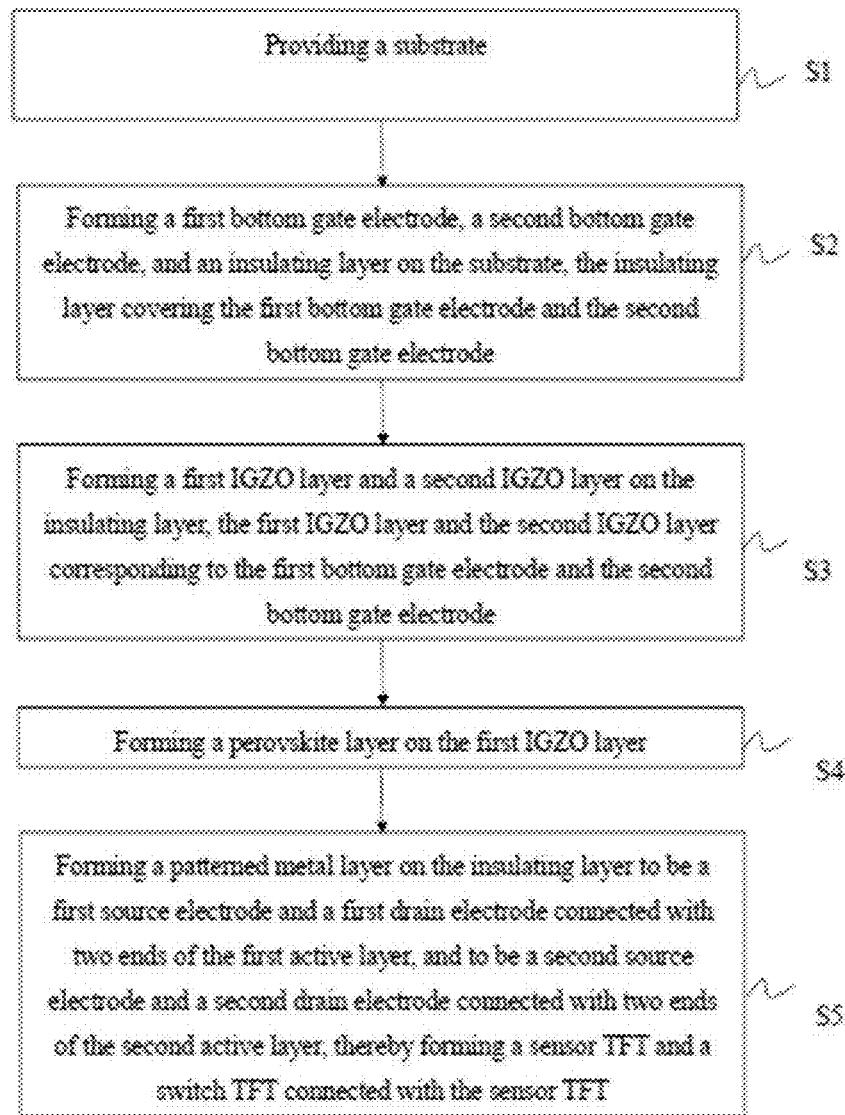 Providing a substrate
S1
Forming a first bottom gate electrode, a second bottom gate
electrode, and an insulating layer on the substrate, the insulating
layer covering the first bottom gate electrode and the second
bottom gate electrode
S2
Forming a first IGZO layer and a second IGZO layer on the
insulating layer, the first IGZO layer and the second IGZO layer
corresponding to the first bottom gate electrode and the second
bottom gate electrode
S3
Forming a perovskite layer on the first IGZO layer
S4
Forming a patterned metal layer on the insulating layer to be a
first source electrode and a first drain electrode connected with
two ends of the first active layer, and to be a second source
electrode and a second drain electrode connected with two ends
of the second active layer, thereby forming a sensor TFT and a
switch TFT connected with the sensor TFT
S5